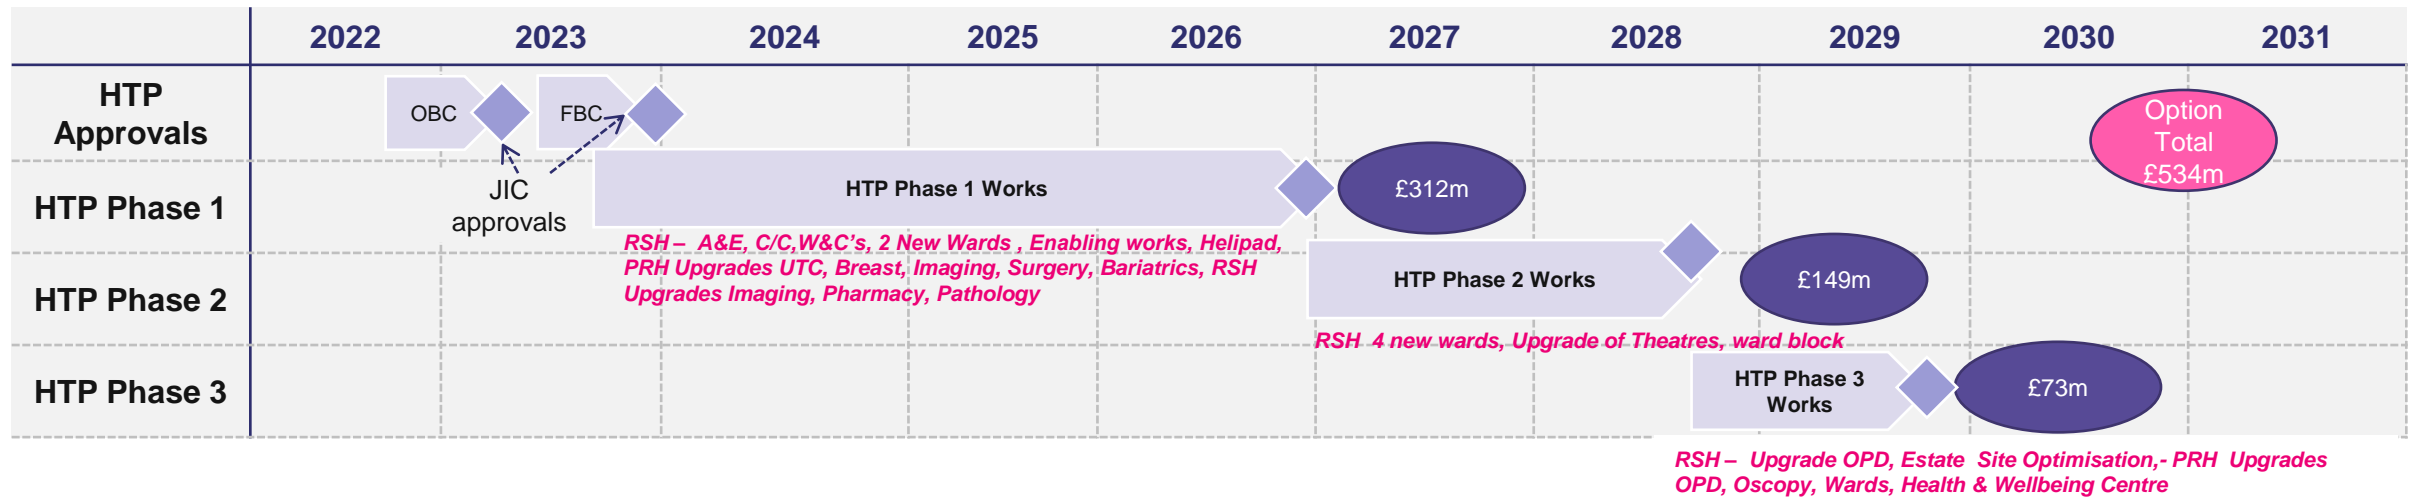 2022 2023 2024 2025 2026 2027 2028 2029 2030 2031
HTP
Approvals
OBC
FBC
Option
Total
£534m
JIC
approvals
HTP Phase 1
HTP Phase 1 Works
£312m
RSH – A&E, C/C,W&C's, 2 New Wards , Enabling works, Helipad,
PRH Upgrades UTC, Breast, Imaging, Surgery, Bariatrics, RSH
Upgrades Imaging, Pharmacy, Pathology
HTP Phase 2
HTP Phase 2 Works
£149m
RSH 4 new wards, Upgrade of Theatres, ward block
HTP Phase 3
HTP Phase 3
Works
£73m
RSH – Upgrade OPD, Estate Site Optimisation,- PRH Upgrades
OPD, Oscopy, Wards, Health & Wellbeing Centre